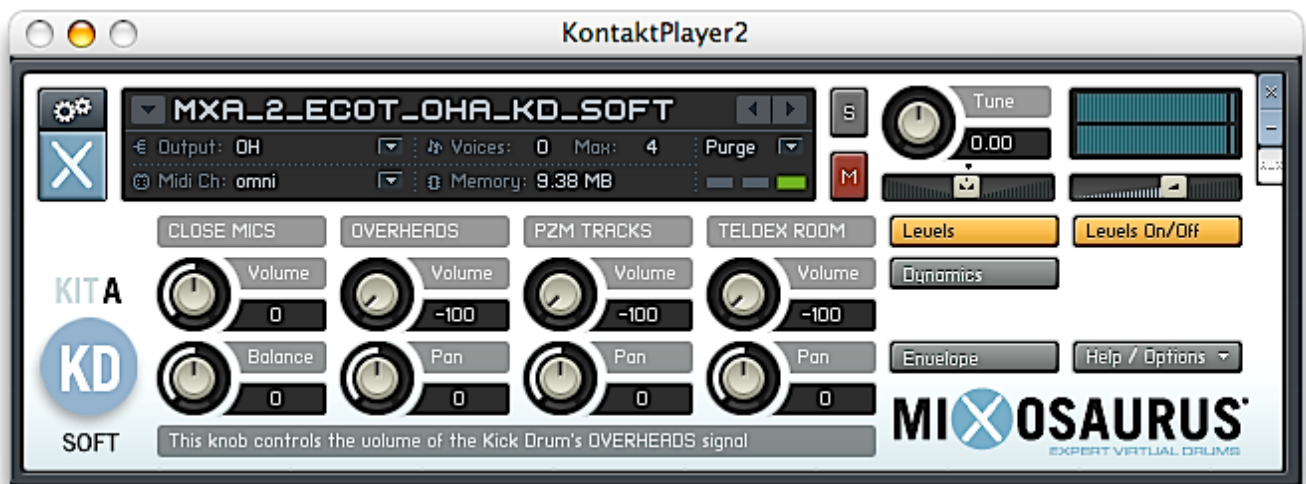 KontaktPlayer2
MXA_2_ECOT_OHA_KD_SOFT
S
Tune
0.00
Output: OH
Voices: 0 Max: 4
Purge
Midi Ch: omni
Memory: 9.38 MB
M
CLOSE MICS
OVERHEADS
PZM TRACKS
TELDEX ROOM
Levels
Levels On/Off
Volume
Volume
Volume
Volume
Dynamics
0
-100
-100
-100
KIT A
KD
SOFT
Balance
Pan
Pan
Pan
Envelope
Help / Options
0
0
0
0
This knob controls the volume of the Kick Drum's OVERHEADS signal
MIXOSAURUS
EXPERT VIRTUAL DRUMS